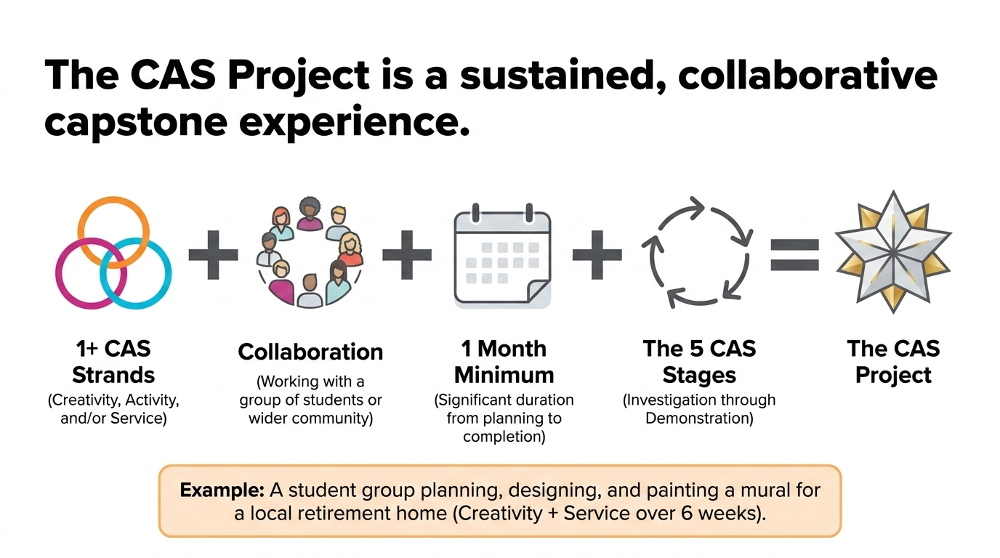 The CAS Project is a sustained, collaborative
capstone experience.
1+ CAS
Strands
(Creativity, Activity,
and/or Service)
Collaboration
(Working with a
group of students or
wider community)
1 Month
Minimum
(Significant duration
from planning to
completion)
The 5 CAS
Stages
(Investigation through
Demonstration)
The CAS
Project
Example: A student group planning, designing, and painting a mural for
a local retirement home (Creativity + Service over 6 weeks).